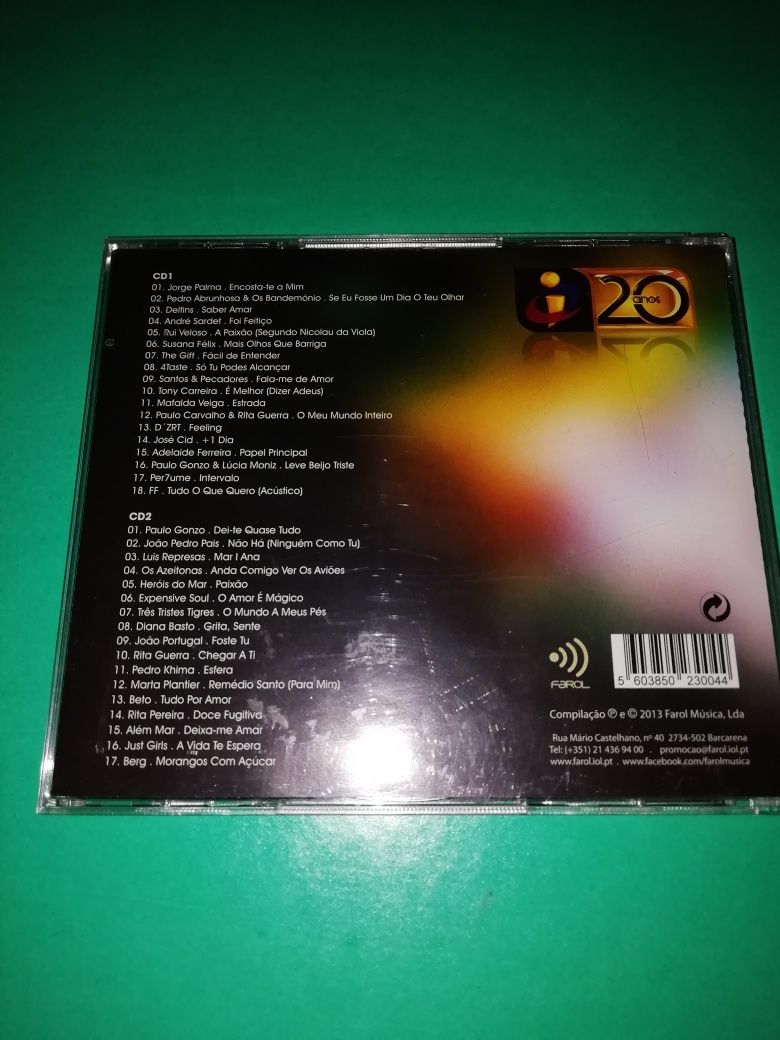 CD1
01. Jorge Palma . Encosta-te a Mim
02. Pedro Abrunhosa & Os Bandemónio . Se Eu Fosse Um Dia O Teu Olhar
03. Delfins . Saber Amar
04. André Sardet . Foi Feitiço
05. Rui Veloso . A Paixão (Segundo Nicolau da Viola)
06. Susana Félix . Mais Olhos Que Barriga
07. The Gift . Fácil de Entender
08. 4Taste . Só Tu Podes Alcançar
09. Santos & Pecadores . Fala-me de Amor
10. Tony Carreira . É Melhor (Dizer Adeus)
11. Mafalda Veiga . Estrada
12. Paulo Carvalho & Rita Guerra . O Meu Mundo Inteiro
13. D´ZRT . Feeling
14. José Cid . +1 Dia
15. Adelaide Ferreira . Papel Principal
16. Paulo Gonzo & Lúcia Moniz . Leve Beijo Triste
17. Per7ume . Intervalo
18. FF . Tudo O Que Quero (Acústico)
CD2
01. Paulo Gonzo . Dei-te Quase Tudo
02. João Pedro Pais . Não Há (Ninguém Como Tu)
03. Luis Represas . Mar I Ana
04. Os Azeitonas . Anda Comigo Ver Os Aviões
05. Heróis do Mar . Paixão
06. Expensive Soul . O Amor É Mágico
07. Três Tristes Tigres . O Mundo A Meus Pés
08. Diana Basto . Grita, Sente
09. João Portugal . Foste Tu
10. Rita Guerra . Chegar A Ti
11. Pedro Khima . Esfera
12. Marta Plantier . Remédio Santo (Para Mim)
13. Beto . Tudo Por Amor
14. Rita Pereira . Doce Fugitiva
15. Além Mar . Deixa-me Amar
16. Just Girls . A Vida Te Espera
17. Berg . Morangos Com Açúcar
20 anos
FAROL
5 603850 230044
Compilação ℗ e © 2013 Farol Música, Lda
Rua Mário Castelhano, nº 40 2734-502 Barcarena
Tel: (+351) 21 436 94 00 . promocao@farol.iol.pt
www.farol.iol.pt . www.facebook.com/farolmusica